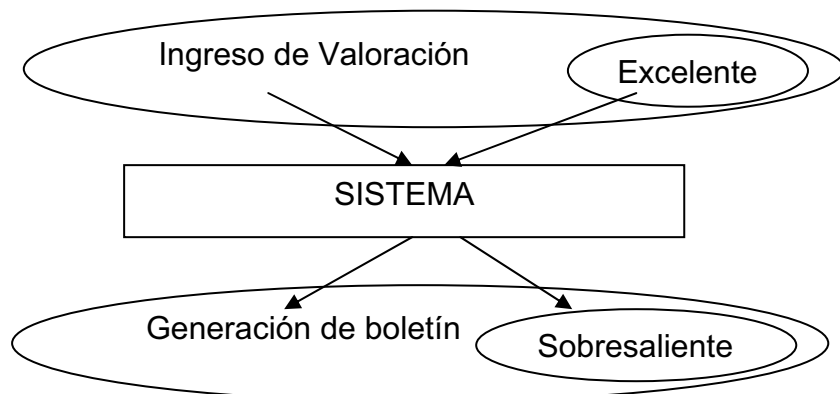 Ingreso de Valoración
Excelente
SISTEMA
Generación de boletín
Sobresaliente